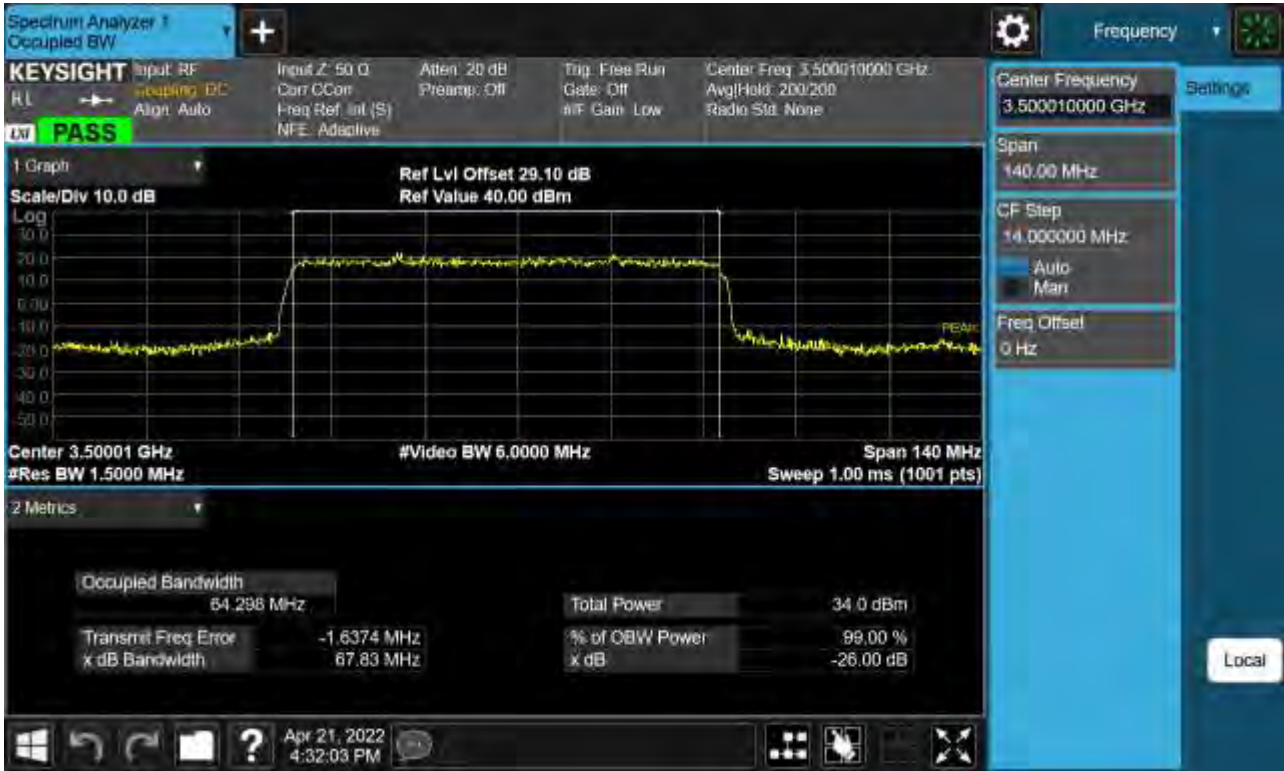 Spectrum Analyzer 1
Occupied BW
Frequency
KEYSIGHT
Input: RF
Coupling: DC
Align: Auto
Input Z: 50 Ω
Corr CCorr
Freq Ref: Int (S)
NFE: Adaptive
Atten: 20 dB
Preamp: Off
Trig: Free Run
Gate: Off
#IF Gain: Low
Center Freq: 3.500010000 GHz
Avg|Hold: 200/200
Radio Std: None
RL
LXI PASS
Center Frequency
3.500010000 GHz
Settings
Span
140.00 MHz
CF Step
14.000000 MHz
Auto
Man
Freq Offset
0 Hz
1 Graph
Scale/Div 10.0 dB
Ref Lvl Offset 29.10 dB
Ref Value 40.00 dBm
Log
30.0
20.0
10.0
0.00
-10.0
-20.0
-30.0
-40.0
-50.0
PEAK
Center 3.50001 GHz
#Video BW 6.0000 MHz
Span 140 MHz
#Res BW 1.5000 MHz
Sweep 1.00 ms (1001 pts)
2 Metrics
Occupied Bandwidth
64.298 MHz
Total Power 34.0 dBm
Transmit Freq Error -1.6374 MHz
% of OBW Power 99.00 %
x dB Bandwidth 67.83 MHz
x dB -26.00 dB
Local
?
Apr 21, 2022
4:32:03 PM